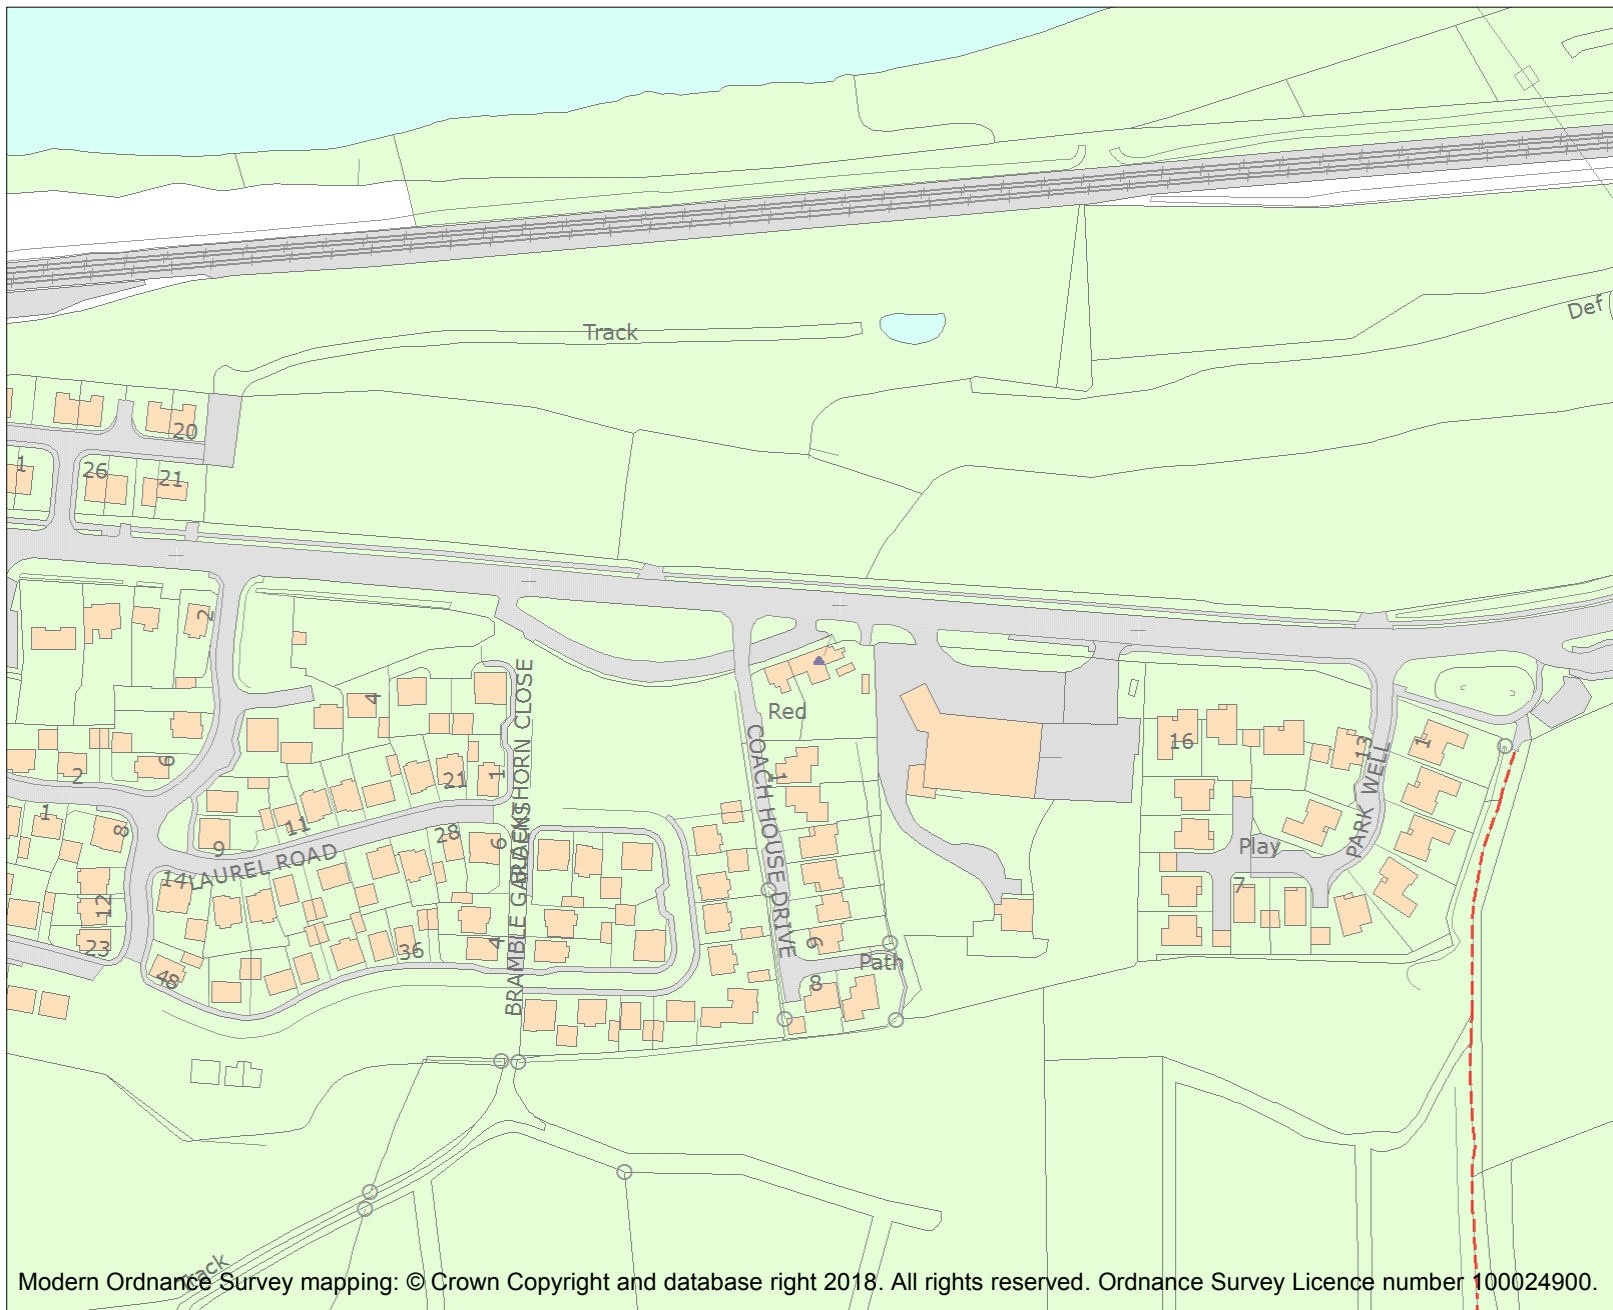 Def
Track
20
1
26
21
2
4
Red
COACH HOUSE DRIVE
1
16
13
1
PARK WELL
6
2
21
1
1
8
11
28
6
9
LAUREL ROAD
14
Play
7
12
23
36
4
9
Path
48
8
BRAMBLE GARDENS
Track
Modern Ordnance Survey mapping: © Crown Copyright and database right 2018. All rights reserved. Ordnance Survey Licence number 100024900.